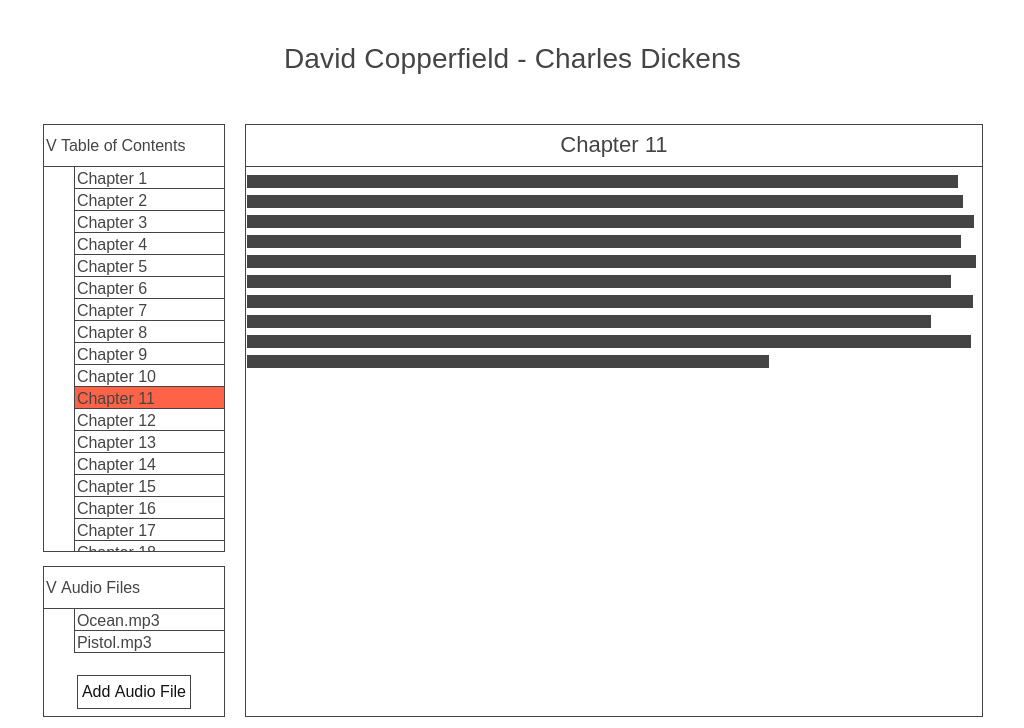 David Copperfield - Charles Dickens
V Table of Contents
Chapter 1
Chapter 2
Chapter 3
Chapter 4
Chapter 5
Chapter 6
Chapter 7
Chapter 8
Chapter 9
Chapter 10
Chapter 11
Chapter 12
Chapter 13
Chapter 14
Chapter 15
Chapter 16
Chapter 17
Chapter 18
V Audio Files
Ocean.mp3
Pistol.mp3
Add Audio File
Chapter 11